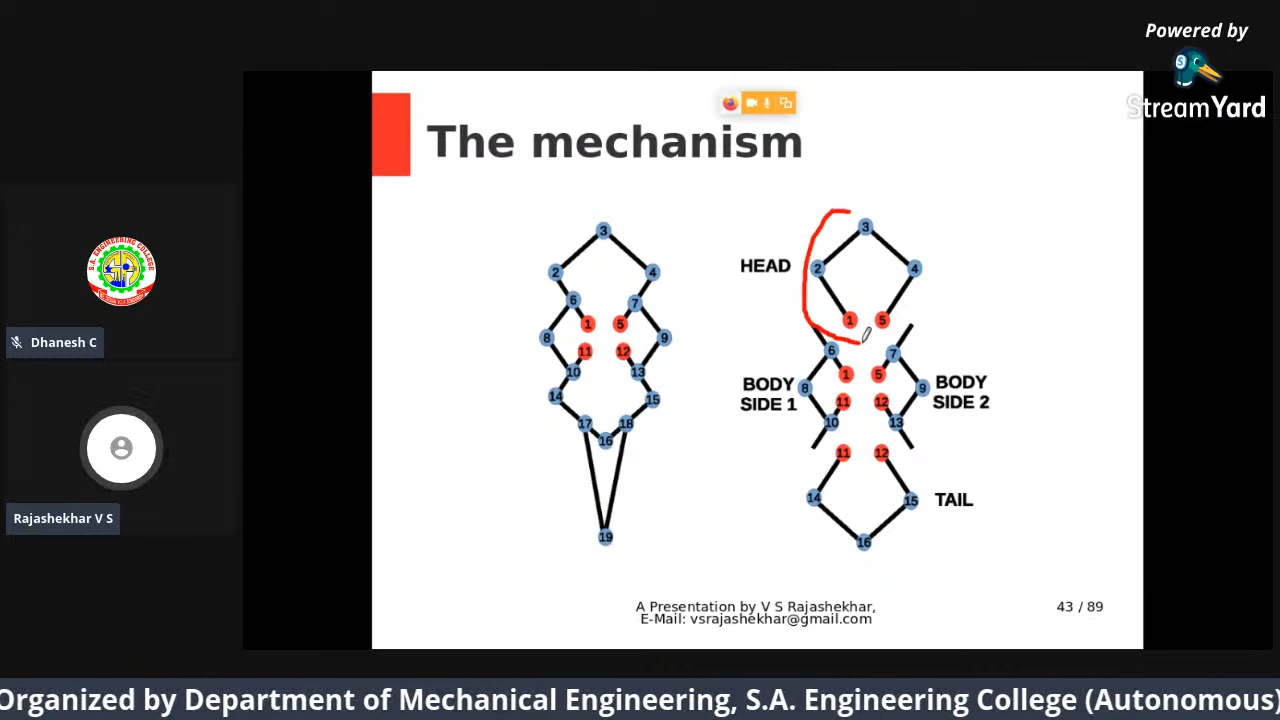 Powered by
StreamYard
The mechanism
3
2
4
6
7
1
5
8
9
11
12
10
13
14
15
17
18
16
19
HEAD
3
2
4
1
5
6
7
1
5
BODY
SIDE 1
8
9
BODY
SIDE 2
11
12
10
13
11
12
14
15
TAIL
16
A Presentation by V S Rajashekhar,
E-Mail: vsrajashekhar@gmail.com
43 / 89
S.A. ENGINEERING COLLEGE
Dhanesh C
Rajashekhar V S
Organized by Department of Mechanical Engineering, S.A. Engineering College (Autonomous)